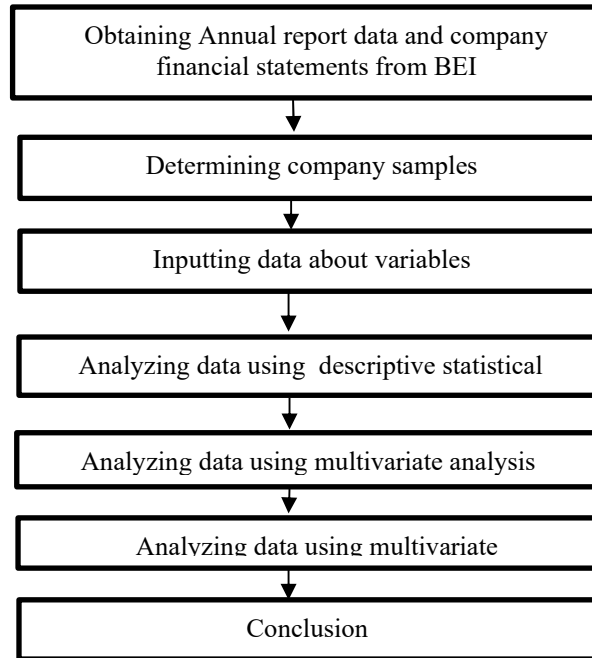 Obtaining Annual report data and company
financial statements from BEI
Determining company samples
Inputting data about variables
Analyzing data using descriptive statistical
Analyzing data using multivariate analysis
Analyzing data using multivariate
Conclusion